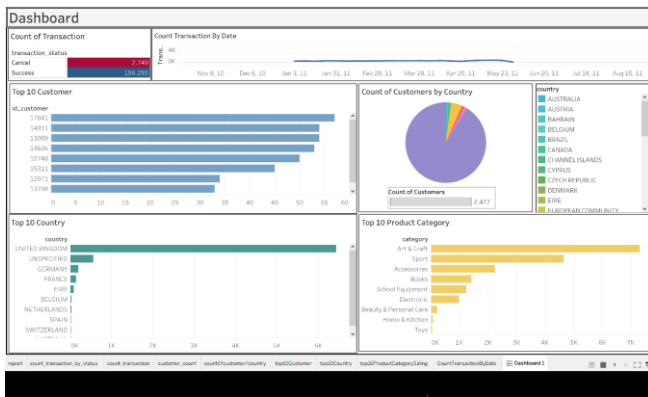 Dashboard
Count of Transaction
transaction_status
Cancel 2,740
Success 156,293
Count Transaction By Date
Trans..
4K
0K
Nov 8, 10 Dec 6, 10 Jan 3, 11 Jan 31, 11 Feb 28, 11 Mar 28, 11 Apr 25, 11 May 23, 11 Jun 20, 11 Jul 18, 11 Aug 15, 11
Top 10 Customer
id_customer
17841
14911
13089
14606
12748
15311
12971
13798
0 5 10 15 20 25 30 35 40 45 50 55 60
Count of Customers by Country
Count of Customers
2,477
country
AUSTRALIA
AUSTRIA
BAHRAIN
BELGIUM
BRAZIL
CANADA
CHANNEL ISLANDS
CYPRUS
CZECH REPUBLIC
DENMARK
EIRE
EUROPEAN COMMUNITY
Top 10 Country
country
UNITED KINGDOM
UNSPECIFIED
GERMANY
FRANCE
EIRE
BELGIUM
NETHERLANDS
SPAIN
SWITZERLAND
0K 1K 2K 3K 4K 5K 6K
Top 10 Product Category
category
Art & Craft
Sport
Accessories
Books
School Equipment
Electronic
Beauty & Personal Care
Home & Kitchen
Toys
0K 1K 2K 3K 4K 5K 6K 7K
report count_transaction_by_status count_transaction customer_count countOfcustomer/country top10Customer top10Country top10ProductCategorySaling CountTransactionByDate Dashboard 1